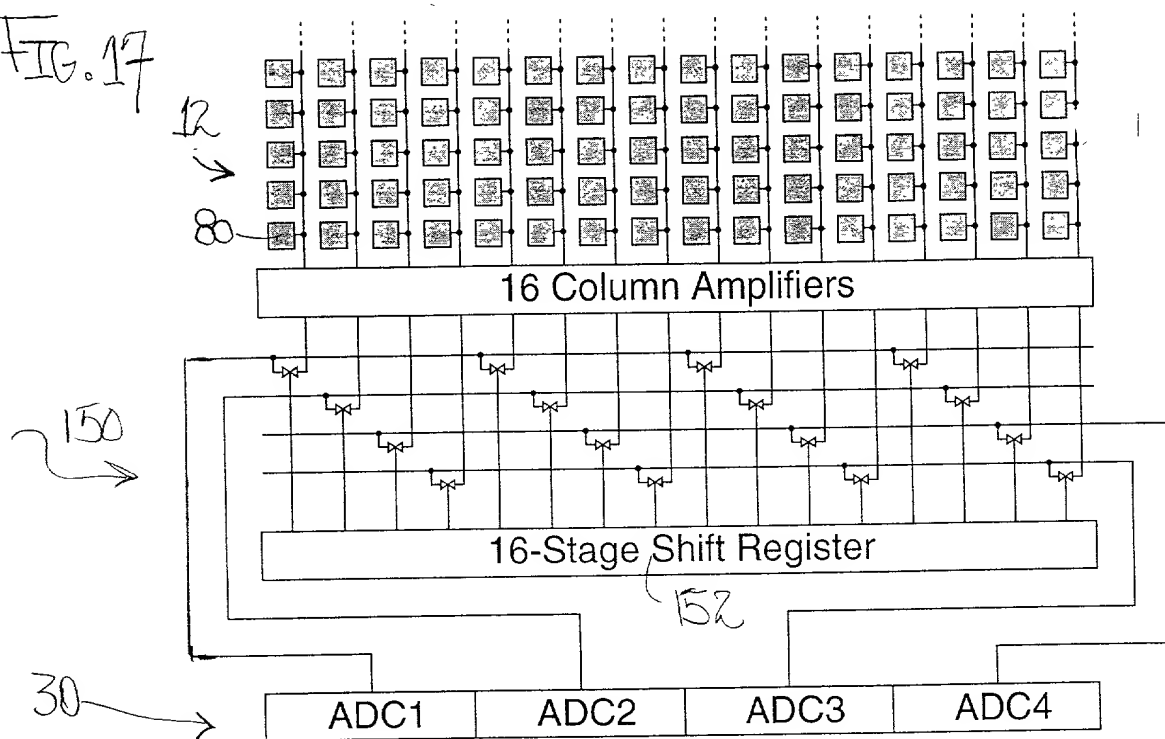 FIG. 17
12
80
16 Column Amplifiers
150
16-Stage Shift Register
152
30
ADC1 ADC2 ADC3 ADC4